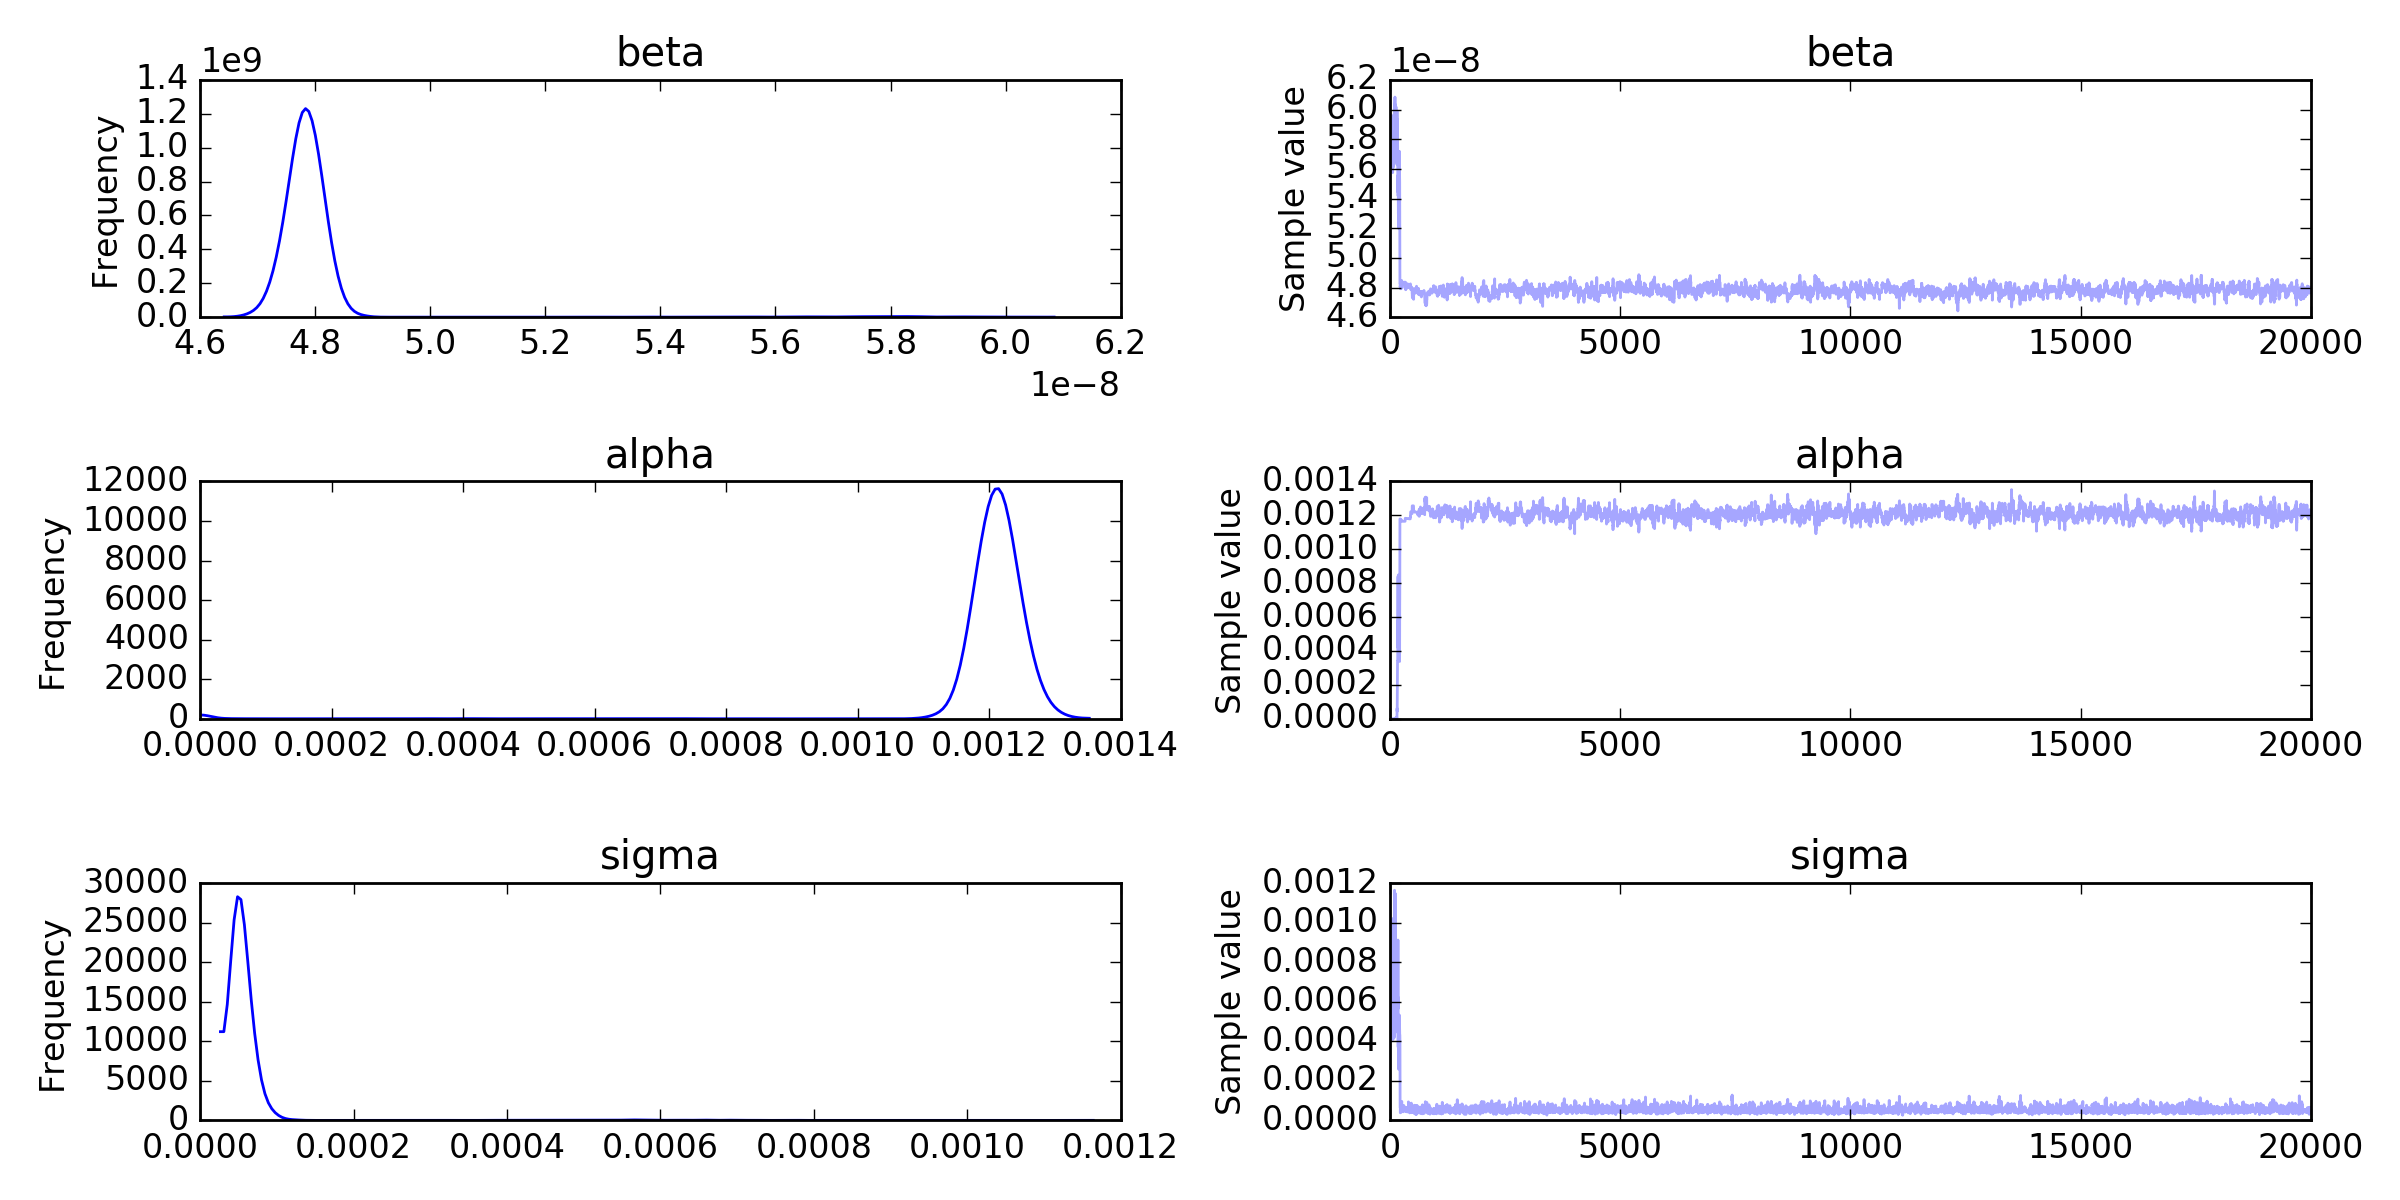 beta
1e9
1.4
1.2
1.0
0.8
0.6
0.4
0.2
0.0
Frequency
4.6 4.8 5.0 5.2 5.4 5.6 5.8 6.0 6.2
1e−8
beta
1e−8
6.2
6.0
5.8
5.6
5.4
5.2
5.0
4.8
4.6
Sample value
0 5000 10000 15000 20000
alpha
12000
10000
8000
6000
4000
2000
0
Frequency
0.0000 0.0002 0.0004 0.0006 0.0008 0.0010 0.0012 0.0014
alpha
0.0014
0.0012
0.0010
0.0008
0.0006
0.0004
0.0002
0.0000
Sample value
0 5000 10000 15000 20000
sigma
30000
25000
20000
15000
10000
5000
0
Frequency
0.0000 0.0002 0.0004 0.0006 0.0008 0.0010 0.0012
sigma
0.0012
0.0010
0.0008
0.0006
0.0004
0.0002
0.0000
Sample value
0 5000 10000 15000 20000